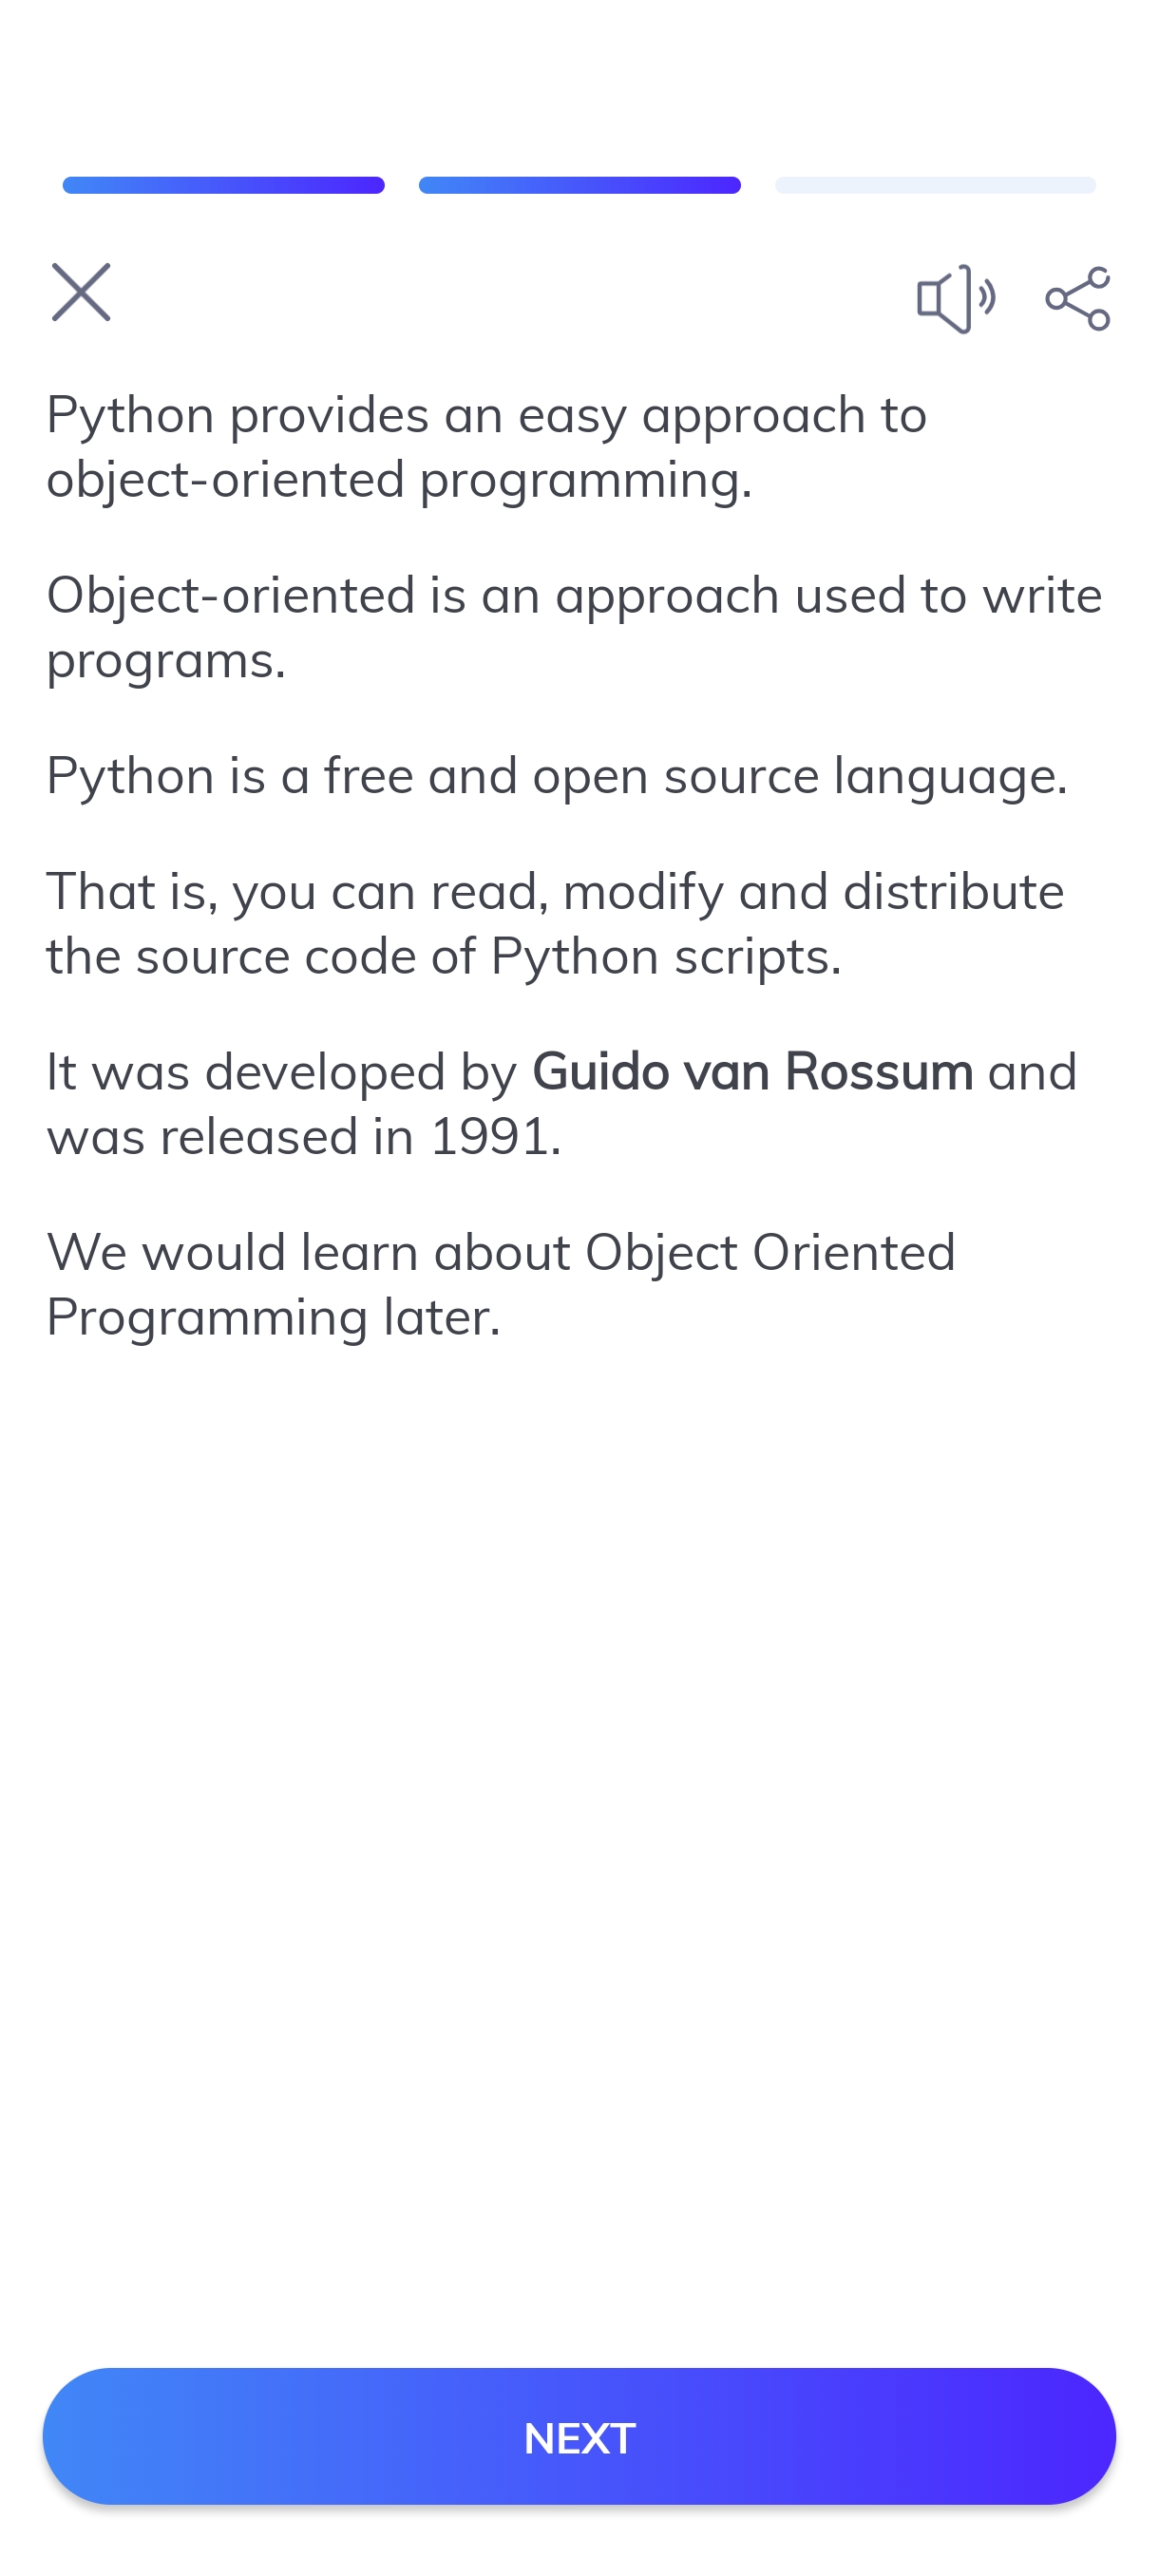 Python provides an easy approach to
object-oriented programming.
Object-oriented is an approach used to write
programs.
Python is a free and open source language.
That is, you can read, modify and distribute
the source code of Python scripts.
It was developed by Guido van Rossum and
was released in 1991.
We would learn about Object Oriented
Programming later.
NEXT